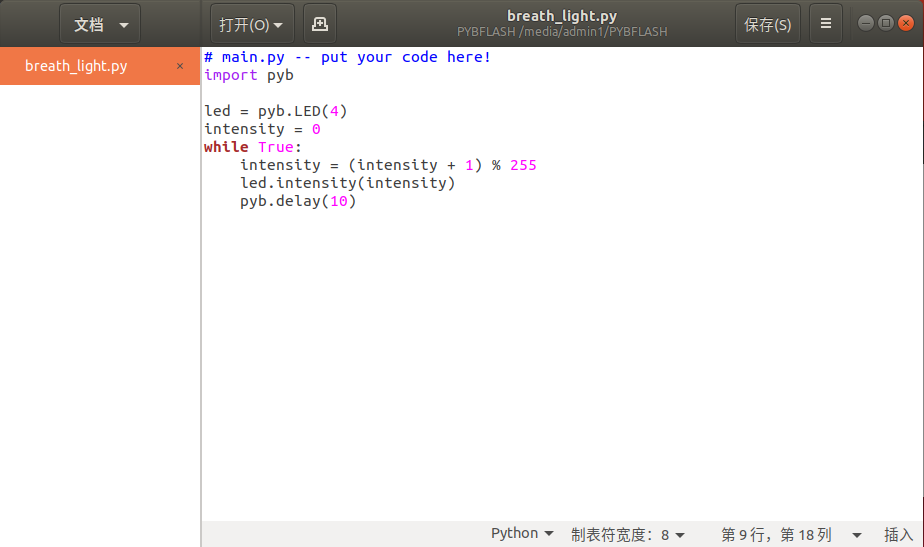 文档
打开(O)
breath_light.py
PYBFLASH /media/admin1/PYBFLASH
保存(S)
breath_light.py ×
# main.py -- put your code here!
import pyb
led = pyb.LED(4)
intensity = 0
while True:
    intensity = (intensity + 1) % 255
    led.intensity(intensity)
    pyb.delay(10)
Python 制表符宽度：8 第 9 行，第 18 列 插入